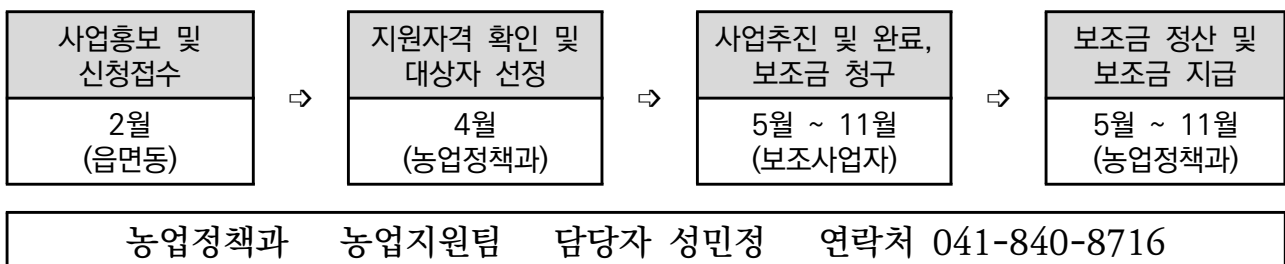 사업홍보 및
신청접수
2월
(읍면동)
⇨
지원자격 확인 및
대상자 선정
4월
(농업정책과)
⇨
사업추진 및 완료,
보조금 청구
5월 ~ 11월
(보조사업자)
⇨
보조금 정산 및
보조금 지급
5월 ~ 11월
(농업정책과)
농업정책과 농업지원팀 담당자 성민정 연락처 041-840-8716